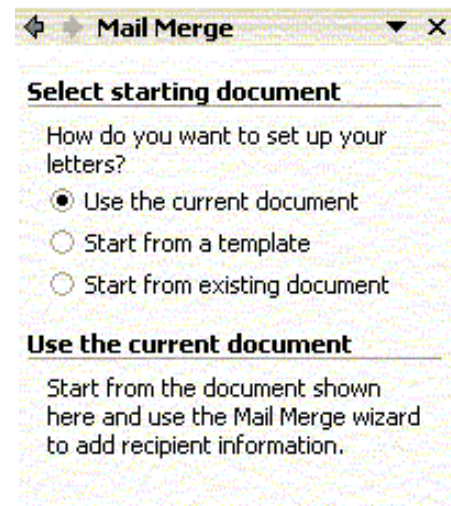 Mail Merge
Select starting document
How do you want to set up your
letters?
Use the current document
Start from a template
Start from existing document
Use the current document
Start from the document shown
here and use the Mail Merge wizard
to add recipient information.